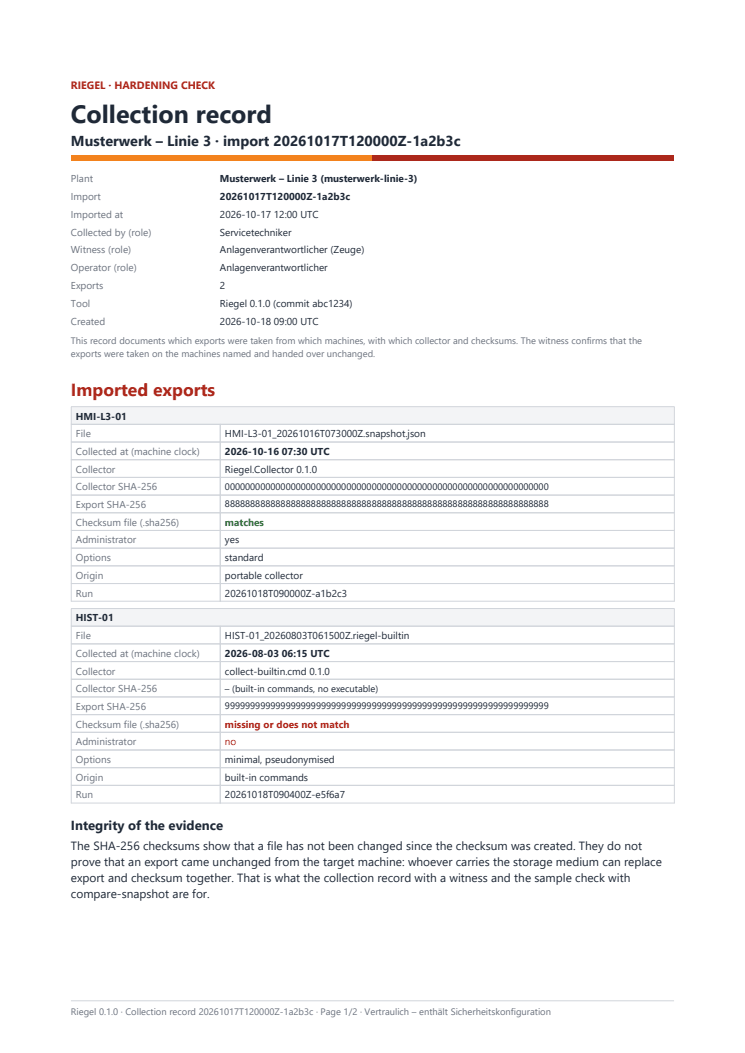 RIEGEL · HARDENING CHECK
Collection record
Musterwerk – Linie 3 · import 20261017T120000Z-1a2b3c
Plant Musterwerk – Linie 3 (musterwerk-linie-3)
Import 20261017T120000Z-1a2b3c
Imported at 2026-10-17 12:00 UTC
Collected by (role) Servicetechniker
Witness (role) Anlagenverantwortlicher (Zeuge)
Operator (role) Anlagenverantwortlicher
Exports 2
Tool Riegel 0.1.0 (commit abc1234)
Created 2026-10-18 09:00 UTC
This record documents which exports were taken from which machines, with which collector and checksums. The witness confirms that the
exports were taken on the machines named and handed over unchanged.
Imported exports
HMI-L3-01
File HMI-L3-01_20261016T073000Z.snapshot.json
Collected at (machine clock) 2026-10-16 07:30 UTC
Collector Riegel.Collector 0.1.0
Collector SHA-256 0000000000000000000000000000000000000000000000000000000000000000
Export SHA-256 8888888888888888888888888888888888888888888888888888888888888888
Checksum file (.sha256) matches
Administrator yes
Options standard
Origin portable collector
Run 20261018T090000Z-a1b2c3
HIST-01
File HIST-01_20260803T061500Z.riegel-builtin
Collected at (machine clock) 2026-08-03 06:15 UTC
Collector collect-builtin.cmd 0.1.0
Collector SHA-256 – (built-in commands, no executable)
Export SHA-256 9999999999999999999999999999999999999999999999999999999999999999
Checksum file (.sha256) missing or does not match
Administrator no
Options minimal, pseudonymised
Origin built-in commands
Run 20261018T090400Z-e5f6a7
Integrity of the evidence
The SHA-256 checksums show that a file has not been changed since the checksum was created. They do not
prove that an export came unchanged from the target machine: whoever carries the storage medium can replace
export and checksum together. That is what the collection record with a witness and the sample check with
compare-snapshot are for.
Riegel 0.1.0 · Collection record 20261017T120000Z-1a2b3c · Page 1/2 · Vertraulich – enthält Sicherheitskonfiguration